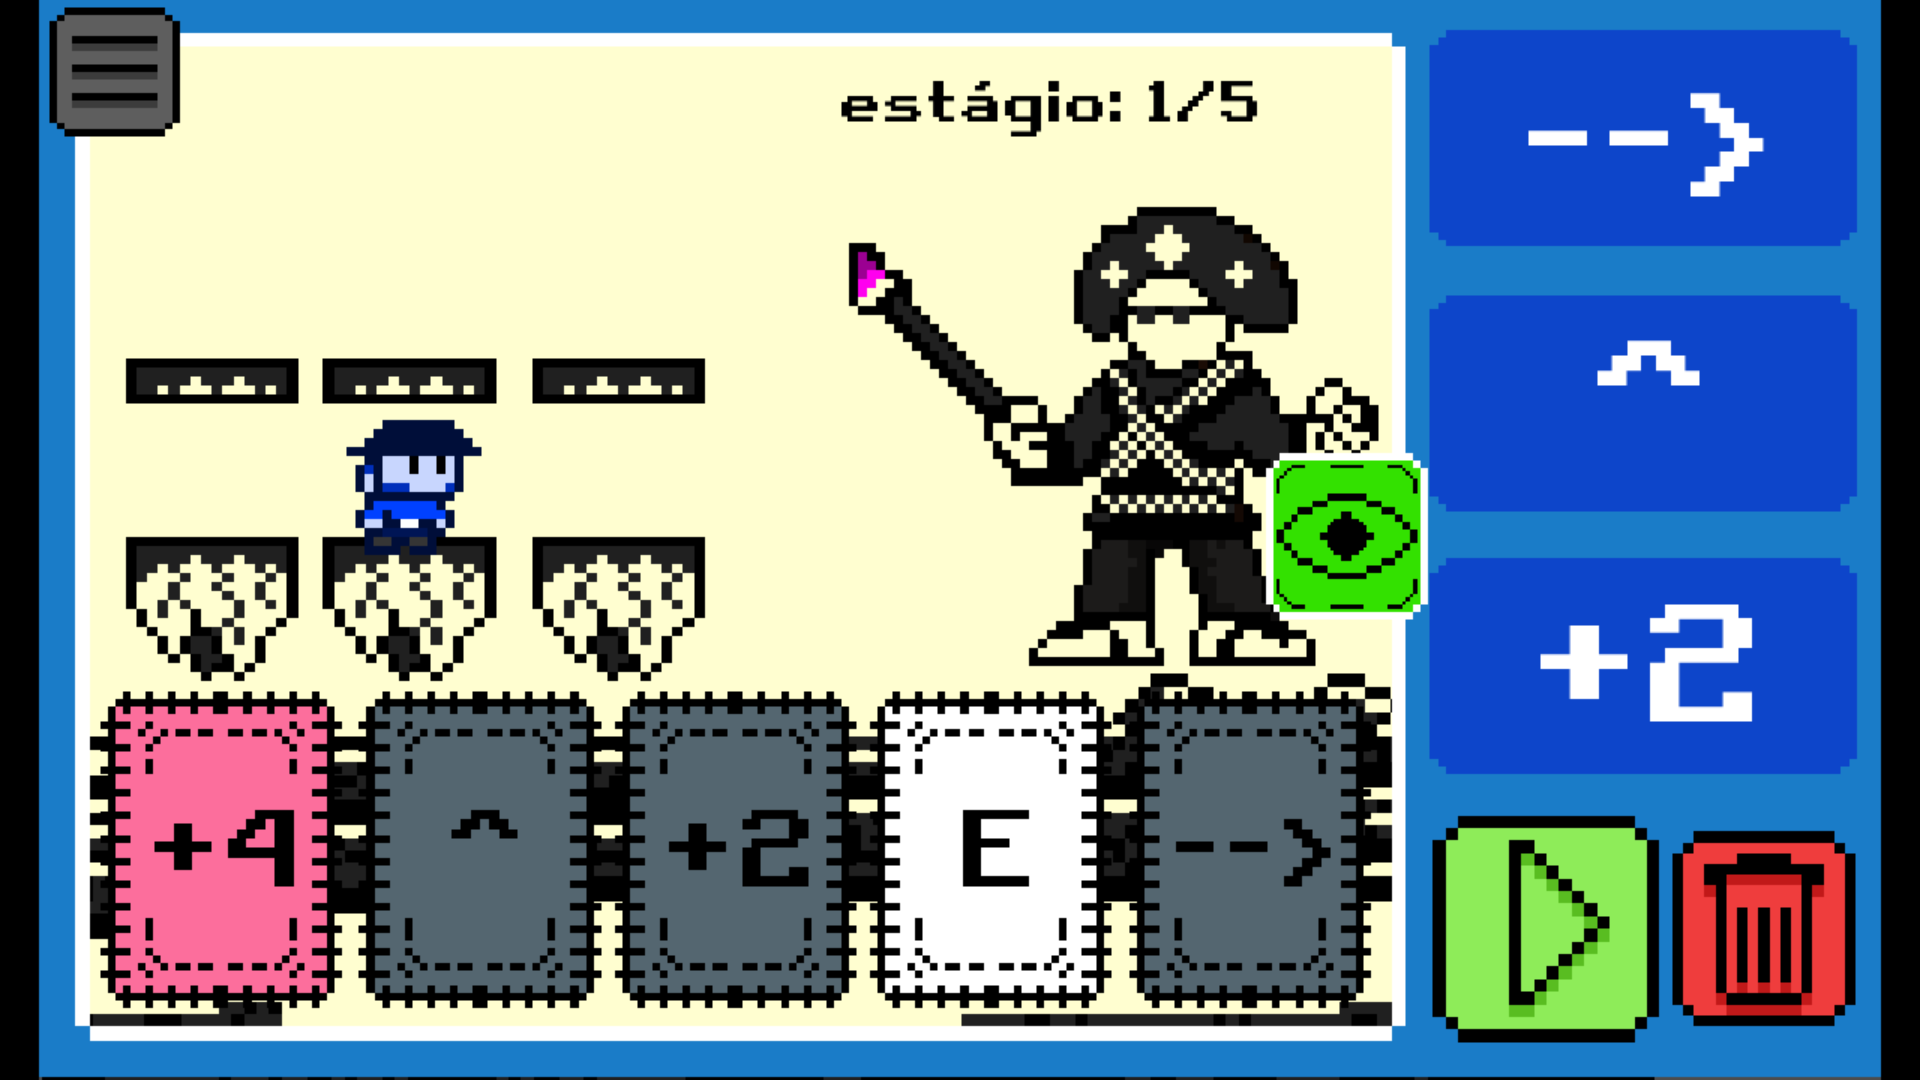 estágio: 1/5
-->
^
+2
+4 ^ +2 E -->